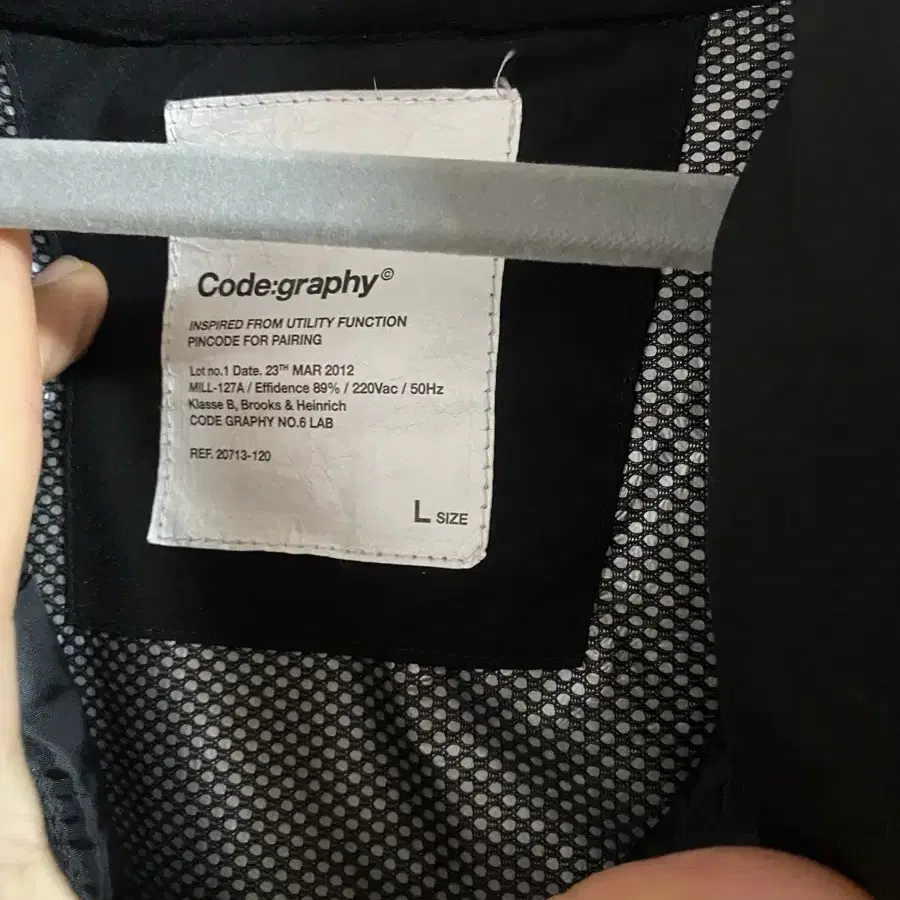 Code:graphy©
INSPIRED FROM UTILITY FUNCTION
PINCODE FOR PAIRING
Lot no.1 Date. 23TH MAR 2012
MILL-127A / Effidence 89% / 220Vac / 50Hz
Klasse B, Brooks & Heinrich
CODE GRAPHY NO.6 LAB
REF. 20713-120
L SIZE